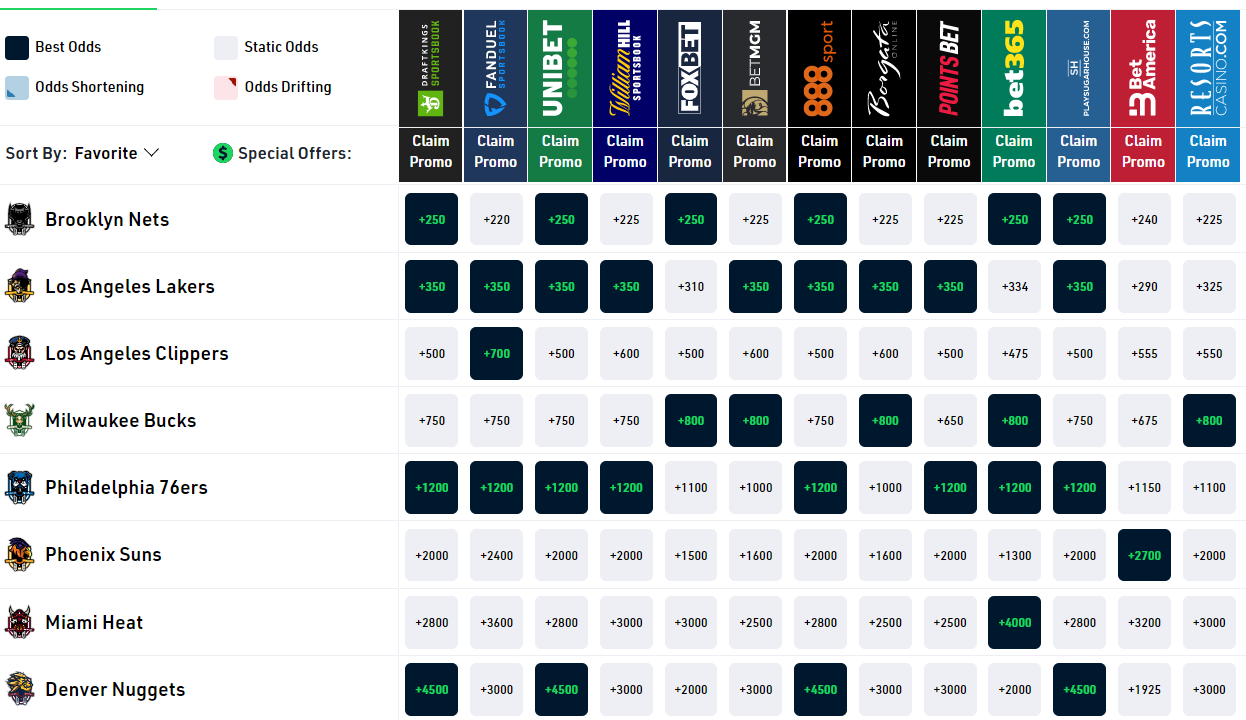 Best Odds
Static Odds
Odds Shortening
Odds Drifting
DRAFTKINGS
SPORTSBOOK
FANDUEL
SPORTSBOOK
UNIBET
William HILL
SPORTSBOOK
FOXBET
BETMGM
888sport
Borgata
ONLINE
POINTSBET
bet365
SH
PLAYSUGARHOUSE.COM
Bet
America
RESORTS
CASINO.COM
Sort By: Favorite
$ Special Offers:
Claim Promo Claim Promo Claim Promo Claim Promo Claim Promo Claim Promo Claim Promo Claim Promo Claim Promo Claim Promo Claim Promo Claim Promo Claim Promo
Brooklyn Nets +250 +220 +250 +225 +250 +225 +250 +225 +225 +250 +250 +240 +225
Los Angeles Lakers +350 +350 +350 +350 +310 +350 +350 +350 +350 +334 +350 +290 +325
Los Angeles Clippers +500 +700 +500 +600 +500 +600 +500 +600 +500 +475 +500 +555 +550
Milwaukee Bucks +750 +750 +750 +750 +800 +800 +750 +800 +650 +800 +750 +675 +800
Philadelphia 76ers +1200 +1200 +1200 +1200 +1100 +1000 +1200 +1000 +1200 +1200 +1200 +1150 +1100
Phoenix Suns +2000 +2400 +2000 +2000 +1500 +1600 +2000 +1600 +2000 +1300 +2000 +2700 +2000
Miami Heat +2800 +3600 +2800 +3000 +3000 +2500 +2800 +2500 +2500 +4000 +2800 +3200 +3000
Denver Nuggets +4500 +3000 +4500 +3000 +2000 +3000 +4500 +3000 +3000 +2000 +4500 +1925 +3000